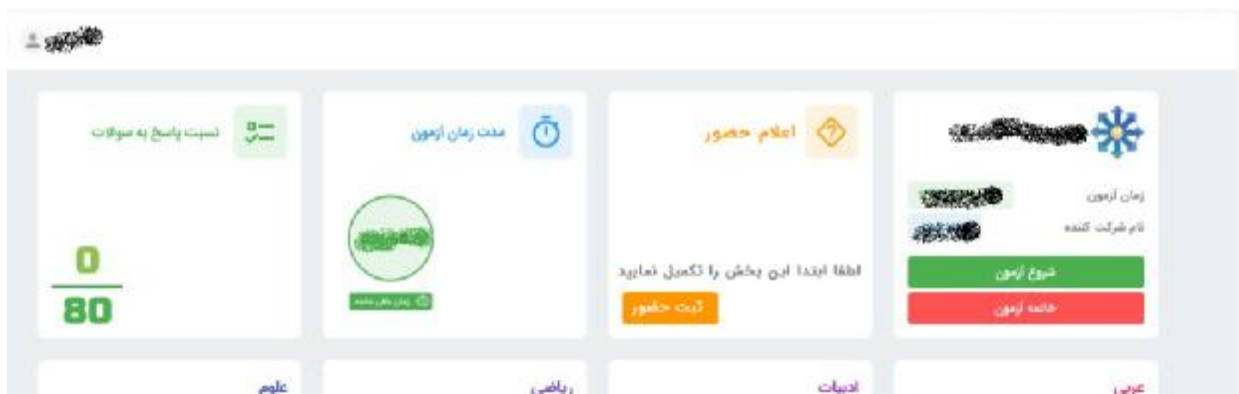 اعلام حضور
مدت زمان آزمون
نسبت پاسخ به سوالات
زمان آزمون
نام شرکت کننده
شروع آزمون
خاتمه آزمون
لطفا ابتدا این بخش را تکمیل نمایید
ثبت حضور
زمان باقی مانده
0
80
عربی
ادبیات
ریاضی
علوم